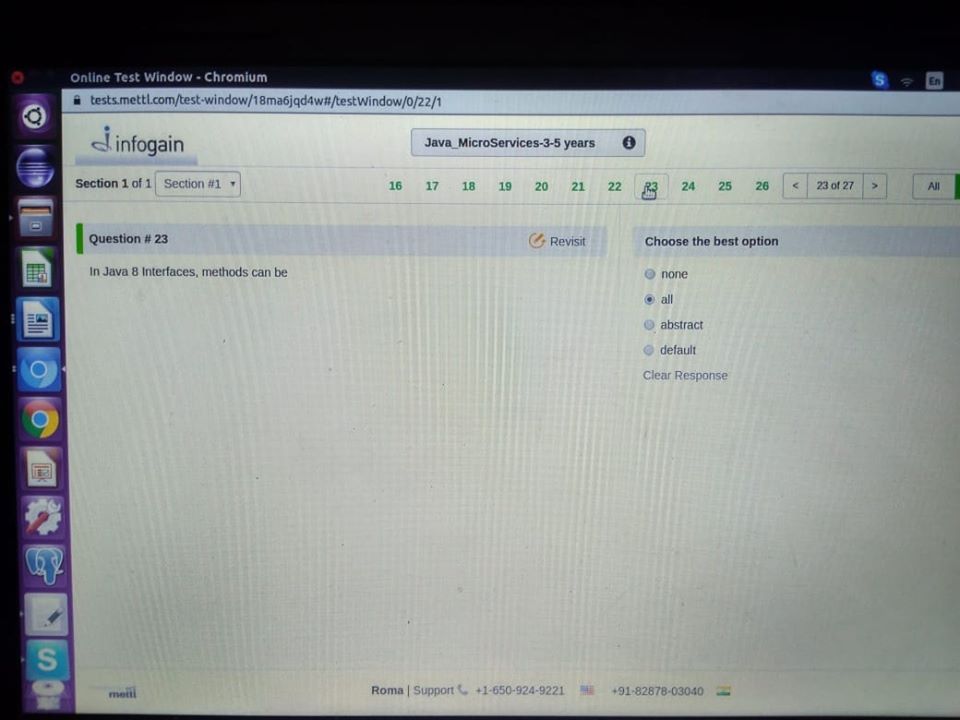 Online Test Window - Chromium
S En
tests.mettl.com/test-window/18ma6jqd4w#/testWindow/0/22/1
infogain
Java_MicroServices-3-5 years i
Section 1 of 1 Section #1 16 17 18 19 20 21 22 23 24 25 26 < 23 of 27 > All
Question # 23 Revisit
Choose the best option
In Java 8 Interfaces, methods can be
none
all
abstract
default
Clear Response
S
mettl
Roma | Support +1-650-924-9221 +91-82878-03040